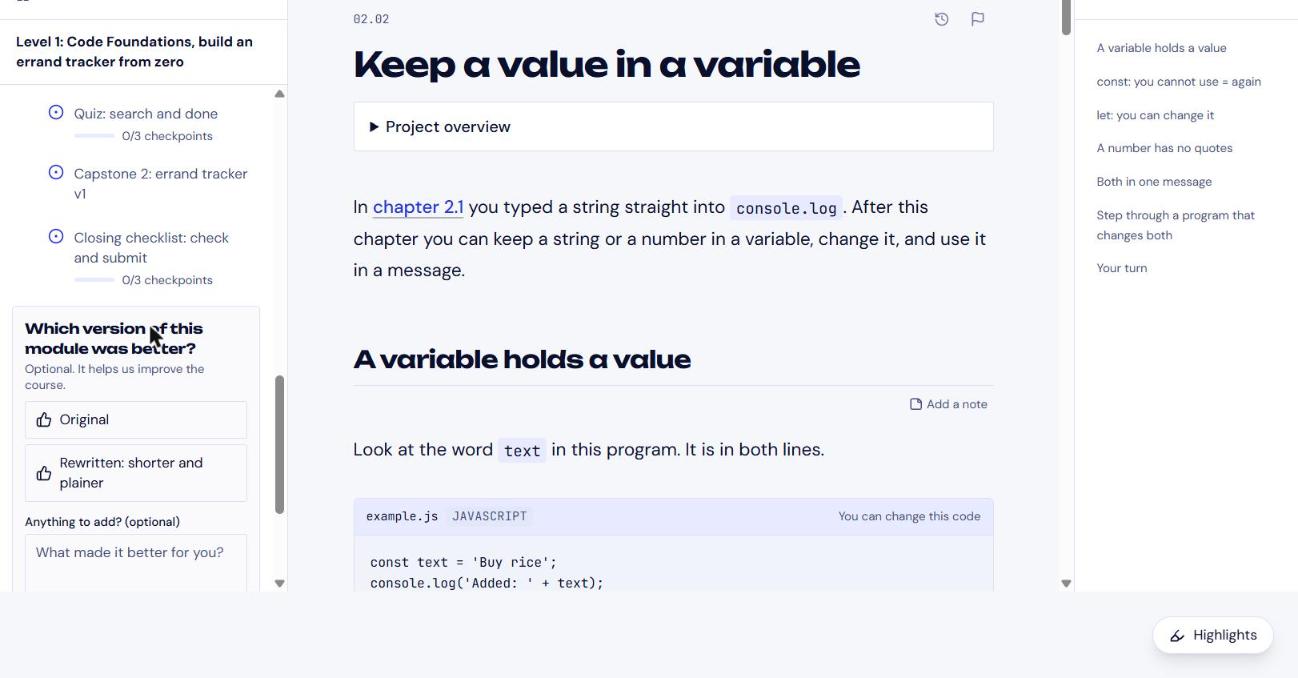 Level 1: Code Foundations, build an
errand tracker from zero
Quiz: search and done
0/3 checkpoints
Capstone 2: errand tracker
v1
Closing checklist: check
and submit
0/3 checkpoints
Which version of this
module was better?
Optional. It helps us improve the
course.
Original
Rewritten: shorter and
plainer
Anything to add? (optional)
What made it better for you?
02.02
Keep a value in a variable
Project overview
In chapter 2.1 you typed a string straight into console.log. After this
chapter you can keep a string or a number in a variable, change it, and use it
in a message.
A variable holds a value
Add a note
Look at the word text in this program. It is in both lines.
example.js JAVASCRIPT You can change this code
const text = 'Buy rice';
console.log('Added: ' + text);
A variable holds a value
const: you cannot use = again
let: you can change it
A number has no quotes
Both in one message
Step through a program that
changes both
Your turn
Highlights